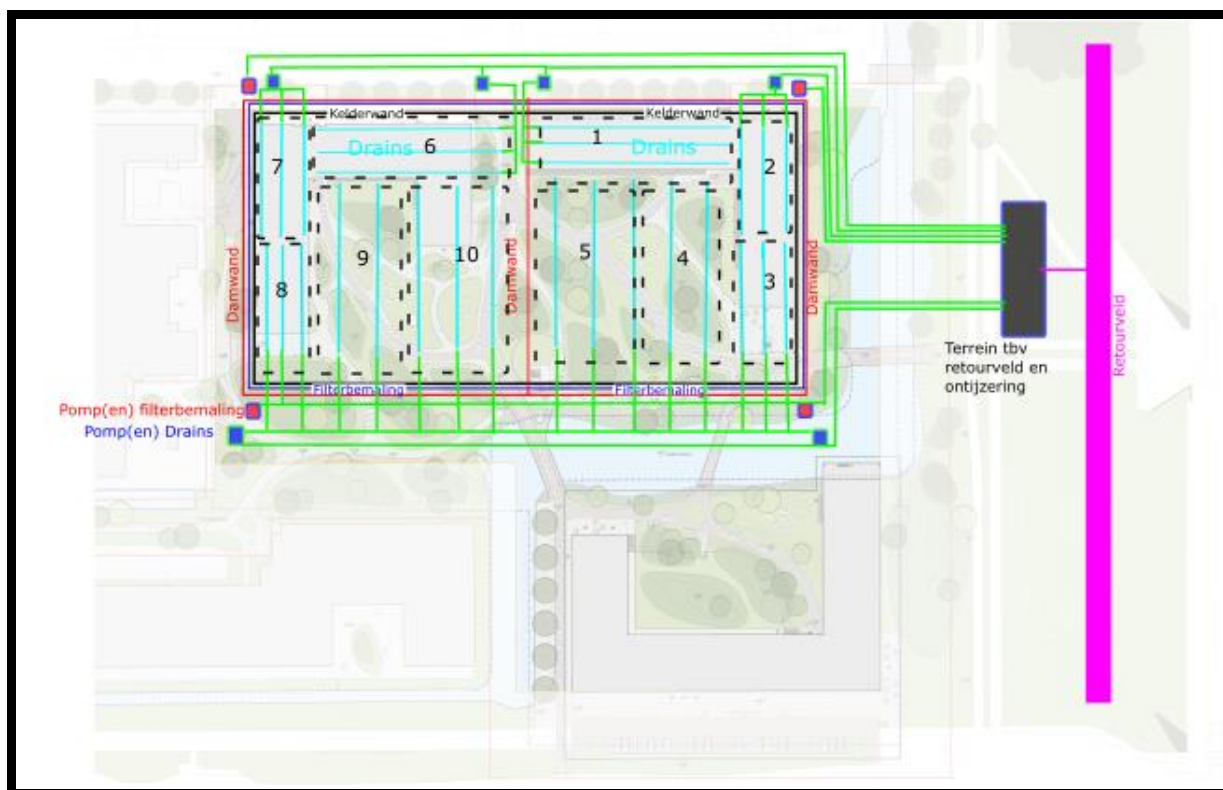 Kelderwand
Kelderwand
1
6
Drains
Drains
7
2
Damwand
Damwand
Damwand
9
10
5
4
3
8
Terrein tbv
retourveld en
ontijzering
Retourveld
Filterbemaling
Filterbemaling
Pomp(en) filterbemaling
Pomp(en) Drains